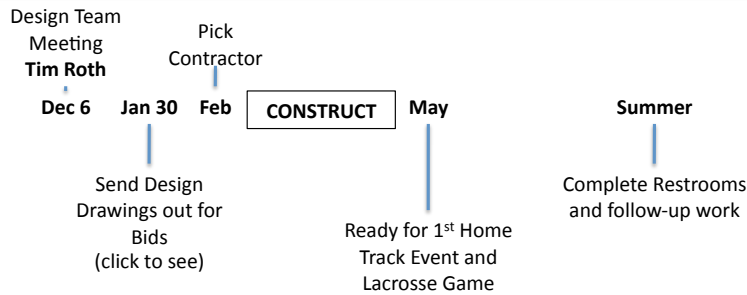 Design Team
Meeting
Tim Roth
Pick
Contractor
Dec 6
Jan 30
Feb
CONSTRUCT
May
Summer
Send Design
Drawings out for
Bids
(click to see)
Ready for 1st Home
Track Event and
Lacrosse Game
Complete Restrooms
and follow-up work